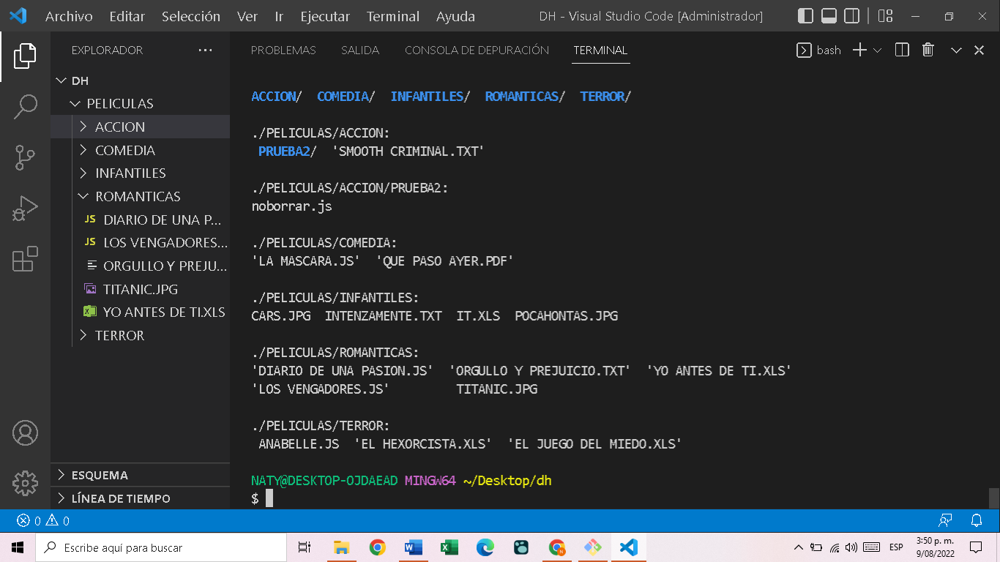 Archivo Editar Selección Ver Ir Ejecutar Terminal Ayuda DH - Visual Studio Code [Administrador]
EXPLORADOR ···
DH
PELICULAS
ACCION
COMEDIA
INFANTILES
ROMANTICAS
JS DIARIO DE UNA P...
JS LOS VENGADORES...
ORGULLO Y PREJU...
TITANIC.JPG
YO ANTES DE TI.XLS
TERROR
ESQUEMA
LÍNEA DE TIEMPO
PROBLEMAS SALIDA CONSOLA DE DEPURACIÓN TERMINAL bash
ACCION/ COMEDIA/ INFANTILES/ ROMANTICAS/ TERROR/
./PELICULAS/ACCION:
PRUEBA2/ 'SMOOTH CRIMINAL.TXT'
./PELICULAS/ACCION/PRUEBA2:
noborrar.js
./PELICULAS/COMEDIA:
'LA MASCARA.JS' 'QUE PASO AYER.PDF'
./PELICULAS/INFANTILES:
CARS.JPG INTENZAMENTE.TXT IT.XLS POCAHONTAS.JPG
./PELICULAS/ROMANTICAS:
'DIARIO DE UNA PASION.JS' 'ORGULLO Y PREJUICIO.TXT' 'YO ANTES DE TI.XLS'
'LOS VENGADORES.JS' TITANIC.JPG
./PELICULAS/TERROR:
ANABELLE.JS 'EL HEXORCISTA.XLS' 'EL JUEGO DEL MIEDO.XLS'
NATY@DESKTOP-OJDAEAD MINGW64 ~/Desktop/dh
$
0 0
Escribe aquí para buscar
ESP
3:50 p. m.
9/08/2022